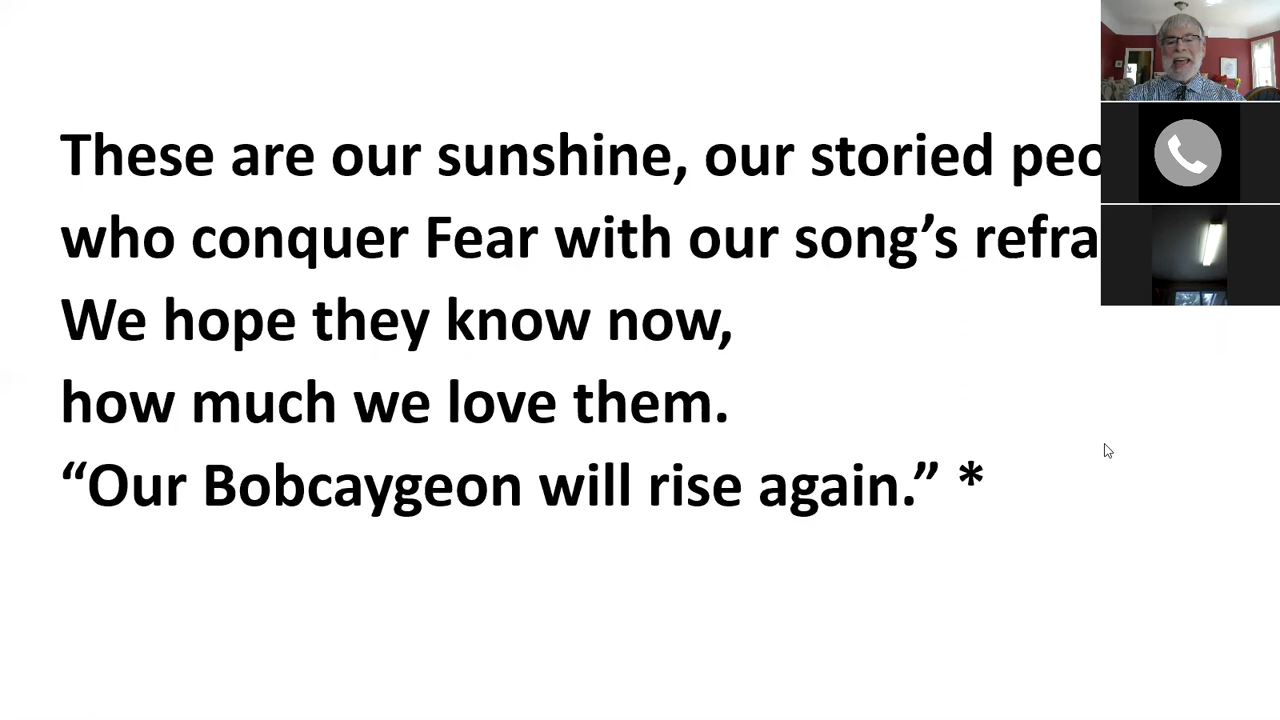 These are our sunshine, our storied
who conquer Fear with our song’s
We hope they know now,
how much we love them.
“Our Bobcaygeon will rise again.” *